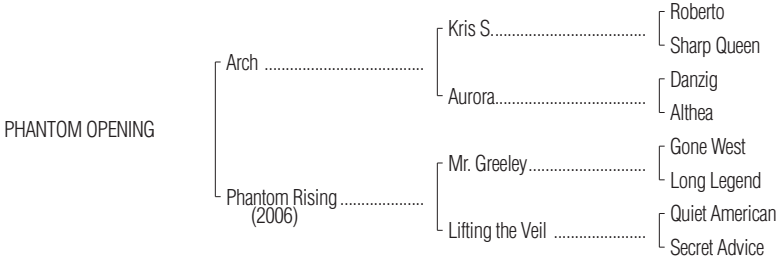 Roberto
Kris S.
Sharp Queen
Arch
Danzig
Aurora
Althea
PHANTOM OPENING
Gone West
Mr. Greeley
Long Legend
Phantom Rising
(2006)
Quiet American
Lifting the Veil
Secret Advice